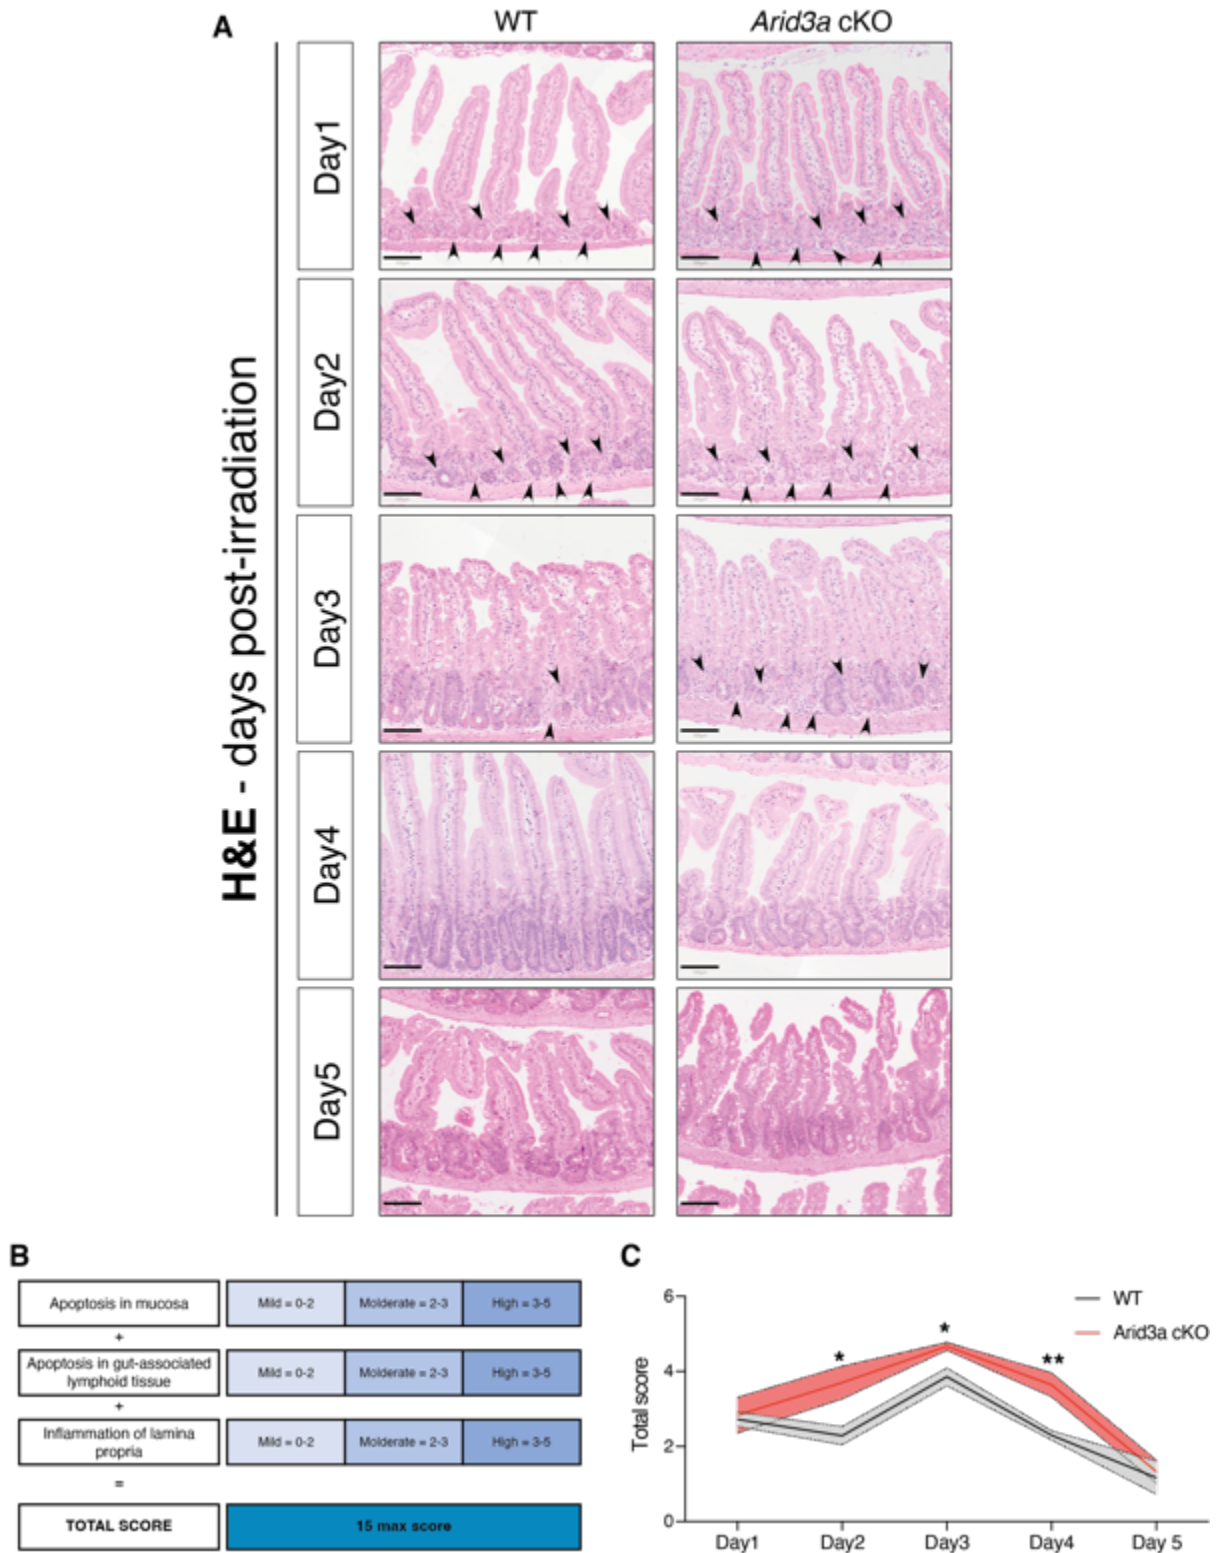 A
WT
Arid3a cKO
H&E - days post-irradiation
Day1
Day2
Day3
Day4
Day5
B
Apoptosis in mucosa
Mild = 0-2
Molderate = 2-3
High = 3-5
+
Apoptosis in gut-associated
lymphoid tissue
Mild = 0-2
Molderate = 2-3
High = 3-5
+
Inflammation of lamina
propria
Mild = 0-2
Molderate = 2-3
High = 3-5
=
TOTAL SCORE
15 max score
C
Total score
6
4
2
0
*
*
**
WT
Arid3a cKO
Day1
Day2
Day3
Day4
Day 5